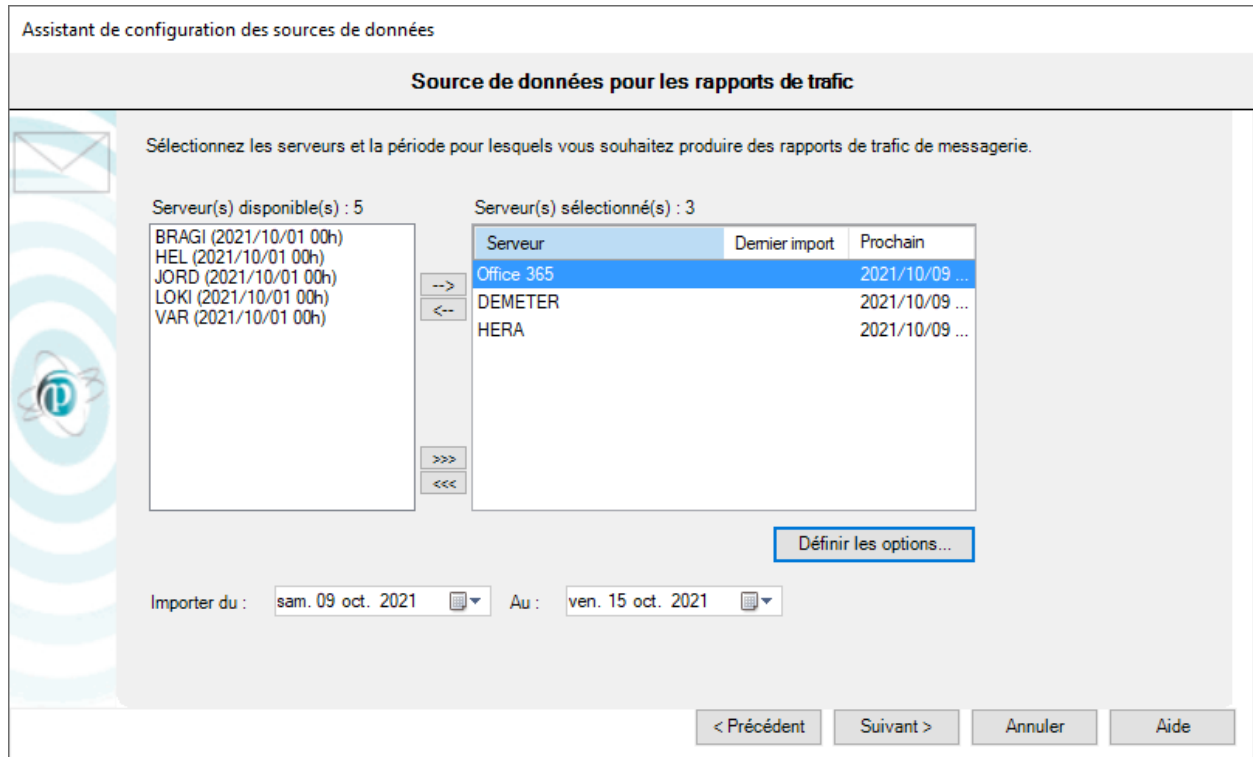 Assistant de configuration des sources de données
Source de données pour les rapports de trafic
Sélectionnez les serveurs et la période pour lesquels vous souhaitez produire des rapports de trafic de messagerie.
Serveur(s) disponible(s) : 5
Serveur(s) sélectionné(s) : 3
BRAGI (2021/10/01 00h)
HEL (2021/10/01 00h)
JORD (2021/10/01 00h)
LOKI (2021/10/01 00h)
VAR (2021/10/01 00h)
-->
<--
>>>
<<<
Serveur Dernier import Prochain
Office 365 2021/10/09 ...
DEMETER 2021/10/09 ...
HERA 2021/10/09 ...
Définir les options...
Importer du : sam. 09 oct. 2021 Au : ven. 15 oct. 2021
< Précédent Suivant > Annuler Aide